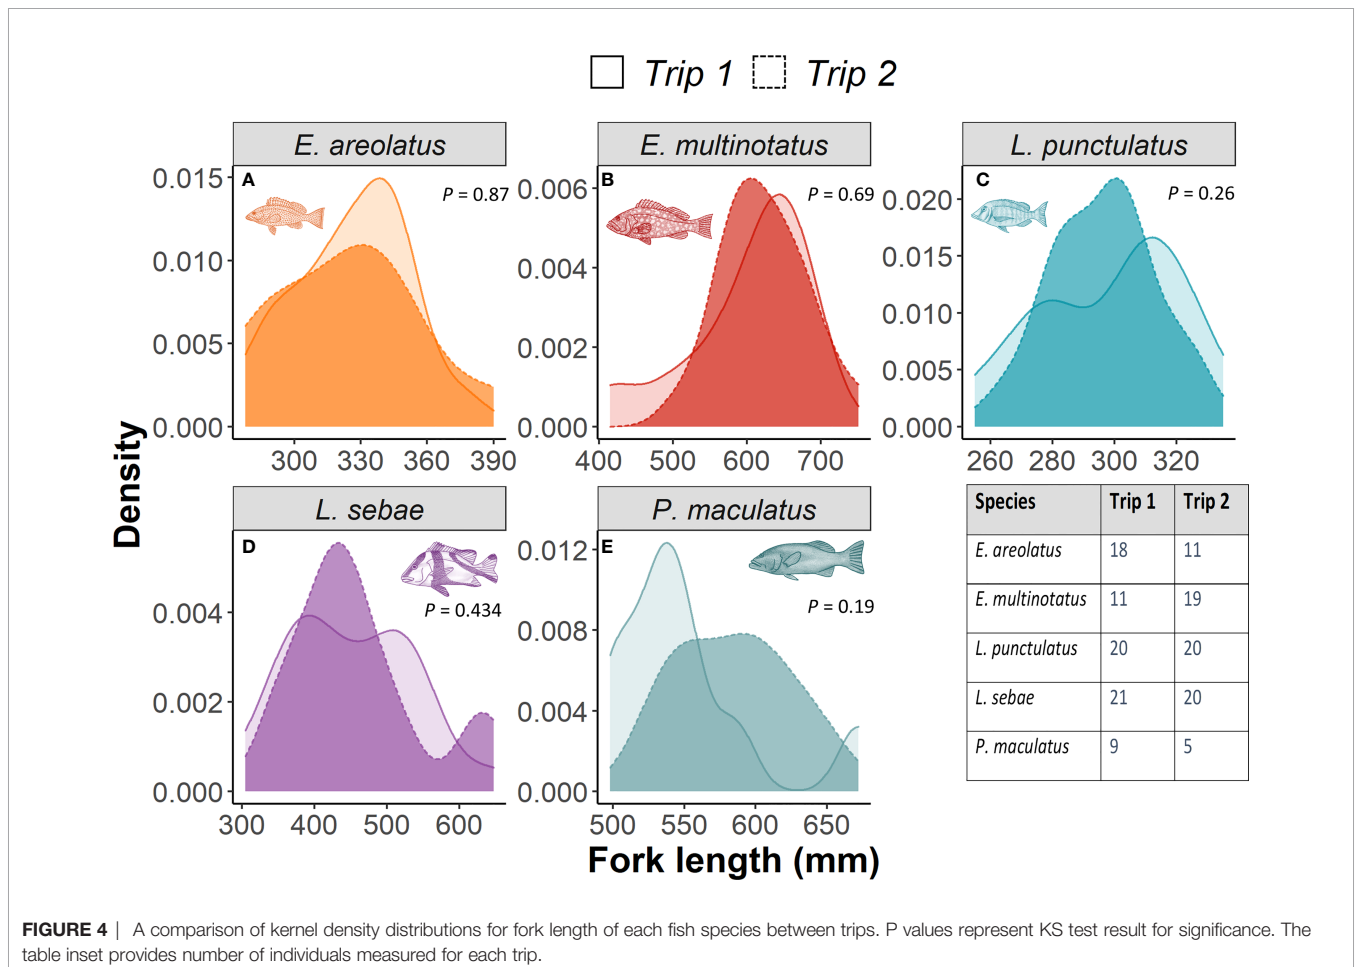 Trip 1 Trip 2
E. areolatus E. multinotatus L. punctulatus
A P = 0.87
0.015
0.010
0.005
0.000
300 330 360 390
B P = 0.69
0.006
0.004
0.002
0.000
400 500 600 700
C P = 0.26
0.020
0.015
0.010
0.005
0.000
260 280 300 320
Density
L. sebae P. maculatus
D
P = 0.434
0.004
0.002
0.000
300 400 500 600
E
P = 0.19
0.012
0.008
0.004
0.000
500 550 600 650
Fork length (mm)
Species Trip 1 Trip 2
E. areolatus 18 11
E. multinotatus 11 19
L. punctulatus 20 20
L. sebae 21 20
P. maculatus 9 5
FIGURE 4 | A comparison of kernel density distributions for fork length of each fish species between trips. P values represent KS test result for significance. The
table inset provides number of individuals measured for each trip.